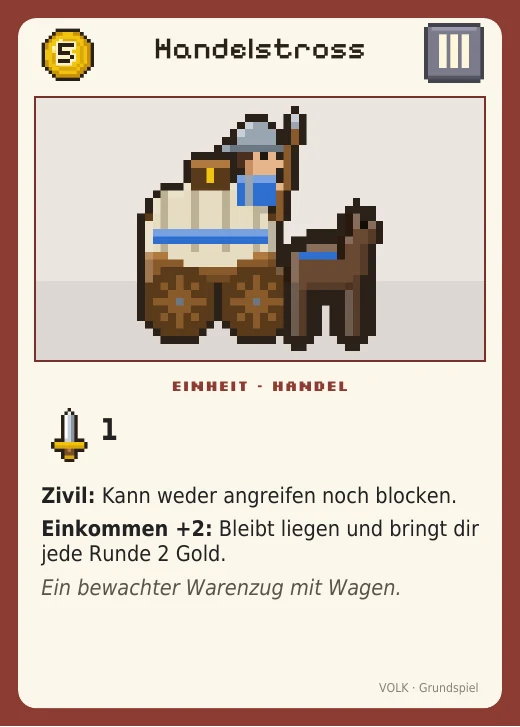 5
Handelstross
III
EINHEIT · HANDEL
1
Zivil: Kann weder angreifen noch blocken.
Einkommen +2: Bleibt liegen und bringt dir
jede Runde 2 Gold.
Ein bewachter Warenzug mit Wagen.
VOLK · Grundspiel